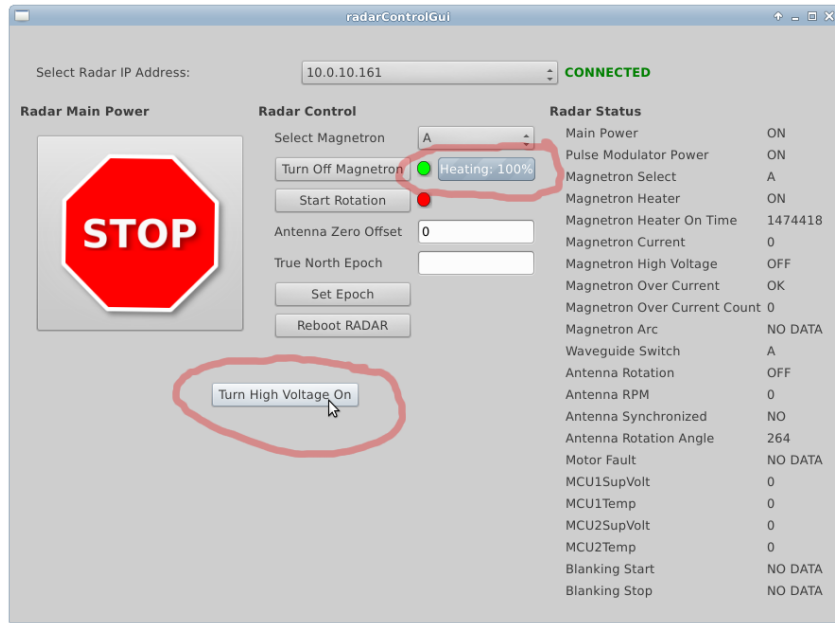 radarControlGui
Select Radar IP Address: 10.0.10.161 CONNECTED
Radar Main Power
STOP
Radar Control
Select Magnetron A
Turn Off Magnetron Heating: 100%
Start Rotation
Antenna Zero Offset 0
True North Epoch
Set Epoch
Reboot RADAR
Turn High Voltage On
Radar Status
Main Power ON
Pulse Modulator Power ON
Magnetron Select A
Magnetron Heater ON
Magnetron Heater On Time 1474418
Magnetron Current 0
Magnetron High Voltage OFF
Magnetron Over Current OK
Magnetron Over Current Count 0
Magnetron Arc NO DATA
Waveguide Switch A
Antenna Rotation OFF
Antenna RPM 0
Antenna Synchronized NO
Antenna Rotation Angle 264
Motor Fault NO DATA
MCU1SupVolt 0
MCU1Temp 0
MCU2SupVolt 0
MCU2Temp 0
Blanking Start NO DATA
Blanking Stop NO DATA